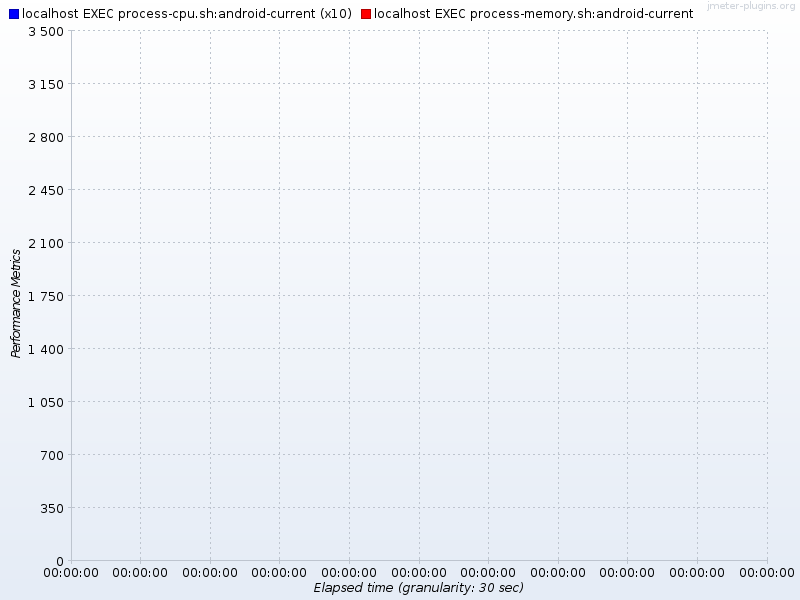 jmeter-plugins.org
localhost EXEC process-cpu.sh:android-current (x10) localhost EXEC process-memory.sh:android-current
3 500
3 150
2 800
2 450
2 100
1 750
1 400
1 050
700
350
0
Performance Metrics
00:00:00 00:00:00 00:00:00 00:00:00 00:00:00 00:00:00 00:00:00 00:00:00 00:00:00 00:00:00 00:00:00
Elapsed time (granularity: 30 sec)